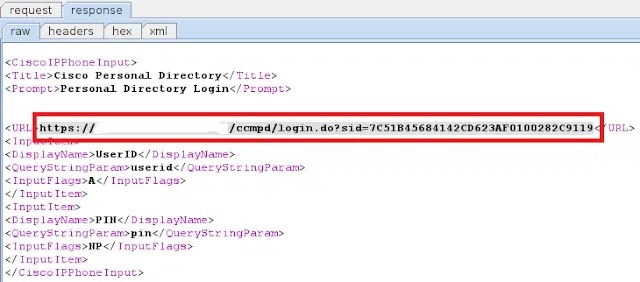 request response
raw headers hex xml
<CiscoIPPhoneInput>
<Title>Cisco Personal Directory</Title>
<Prompt>Personal Directory Login</Prompt>
<URL>https:// /ccmpd/login.do?sid=7C51B45684142CD623AF0100282C9119</URL>
<InputItem>
<DisplayName>UserID</DisplayName>
<QueryStringParam>userid</QueryStringParam>
<InputFlags>A</InputFlags>
</InputItem>
<InputItem>
<DisplayName>PIN</DisplayName>
<QueryStringParam>pin</QueryStringParam>
<InputFlags>NP</InputFlags>
</InputItem>
</CiscoIPPhoneInput>